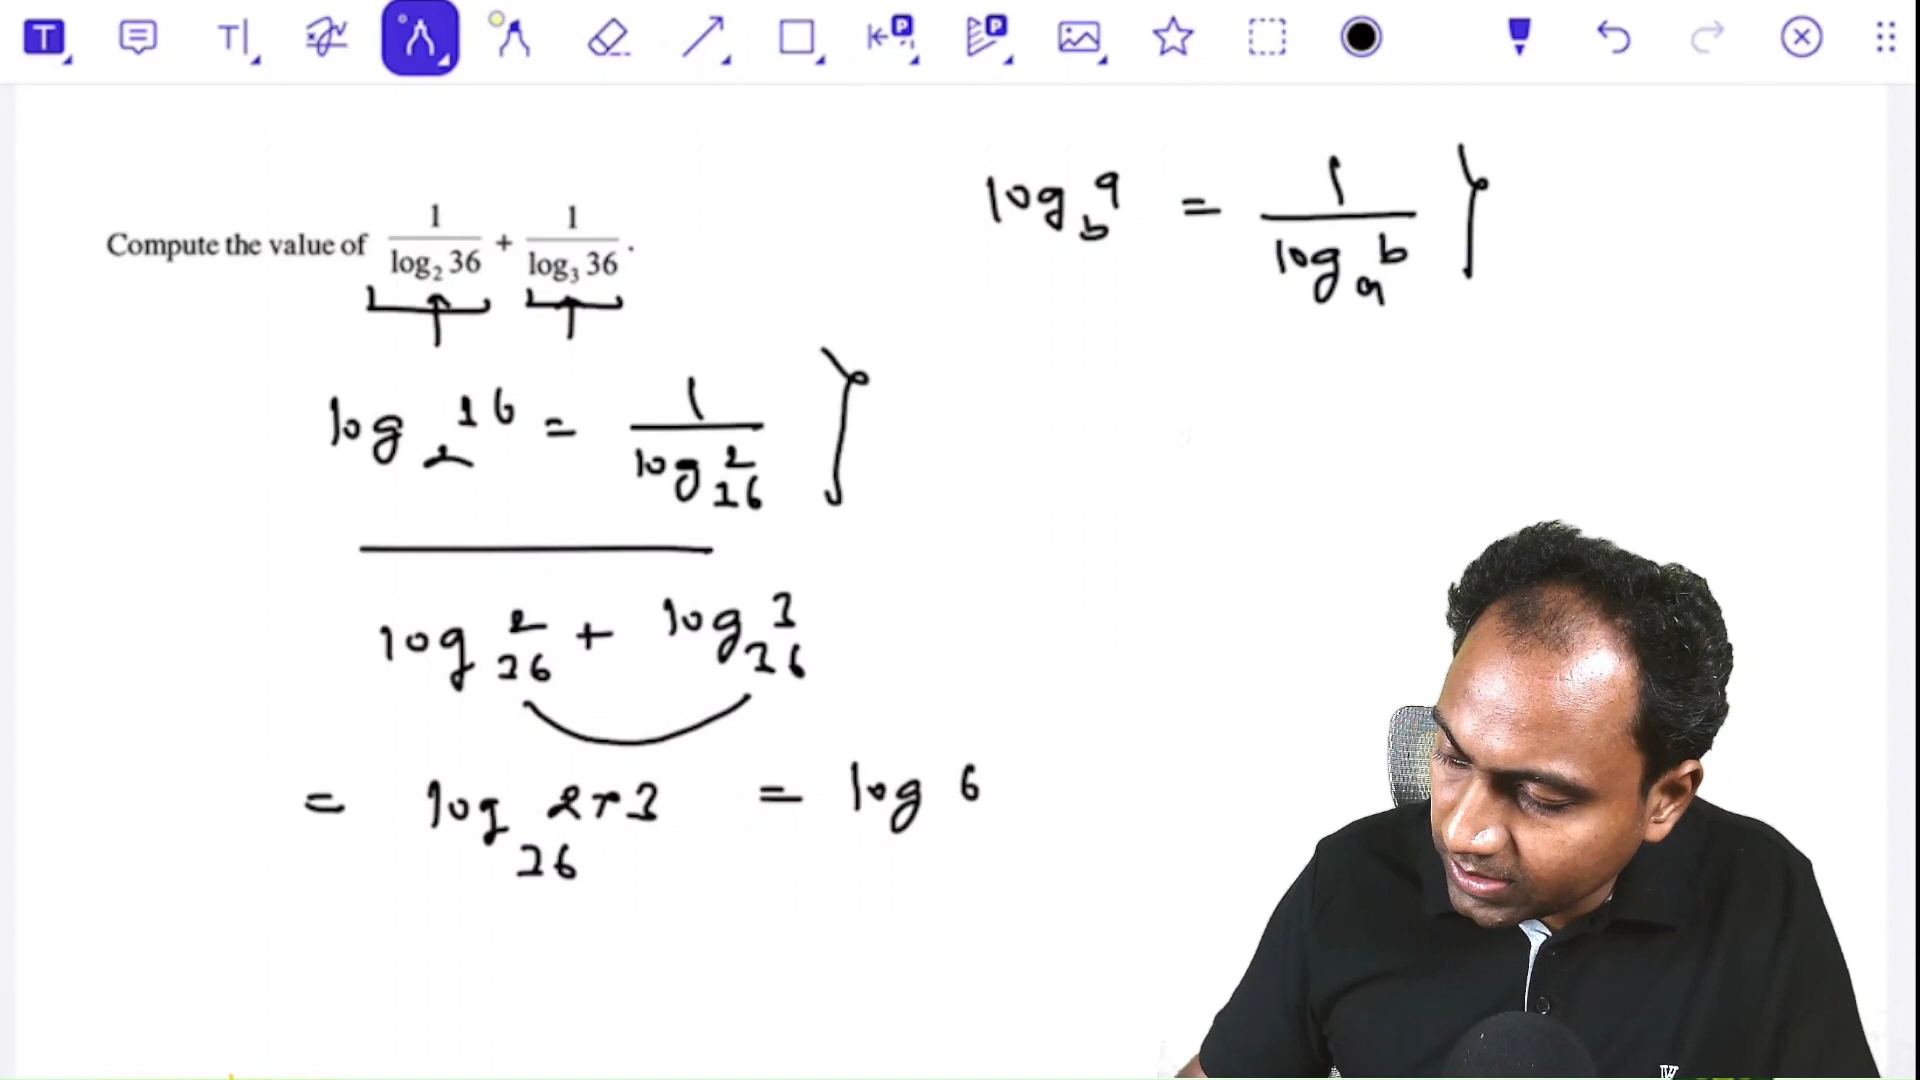 Compute the value of 1/log₂ 36 + 1/log₃ 36 .
log_b a = 1/log_a b
log₂ 36 = 1/log₃₆ 2
log₃₆ 2 + log₃₆ 3
= log₃₆ 2×3 = log 6